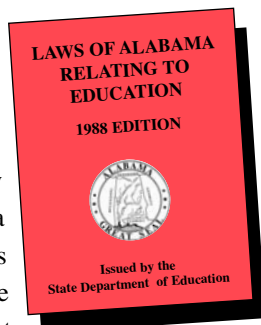 LAWS OF ALABAMA
RELATING TO
EDUCATION
1988 EDITION
ALABAMA
GREAT SEAL
Issued by the
State Department of Education
a
s
e